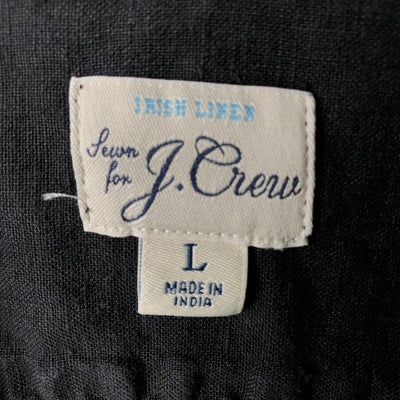 IRISH LINEN
Sewn for J.Crew
L
MADE IN
INDIA